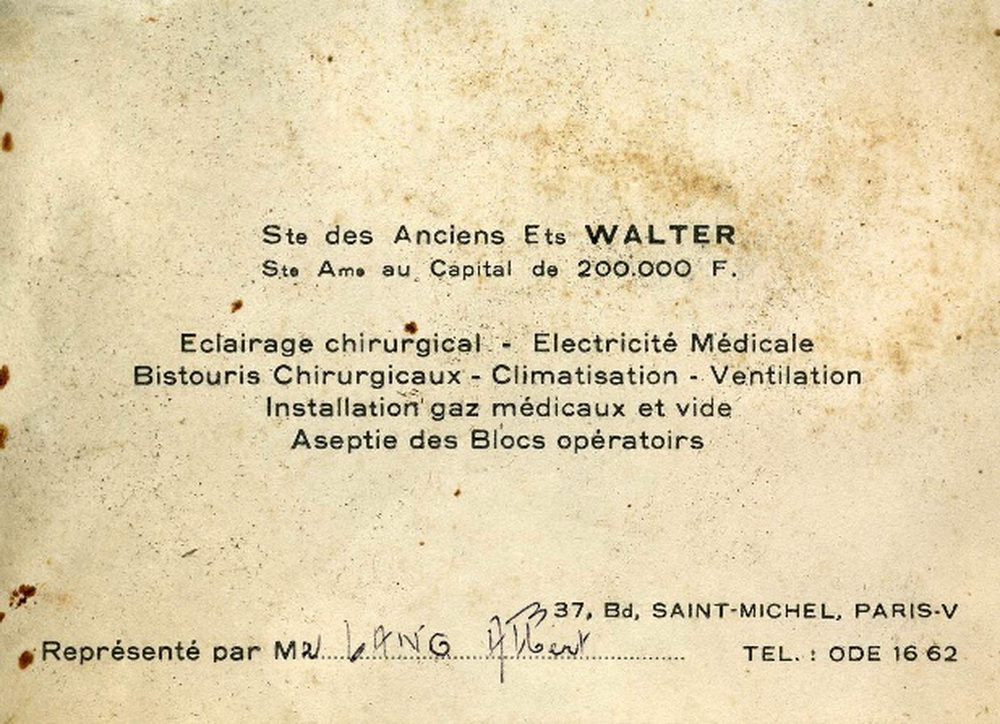 Ste des Anciens Ets WALTER
Ste Ame au Capital de 200.000 F.
Eclairage chirurgical - Electricité Médicale
Bistouris Chirurgicaux - Climatisation - Ventilation
Installation gaz médicaux et vide
Aseptie des Blocs opératoirs
37, Bd, SAINT-MICHEL, PARIS-V
Représenté par Mr LANG Albert TEL. : ODE 16 62